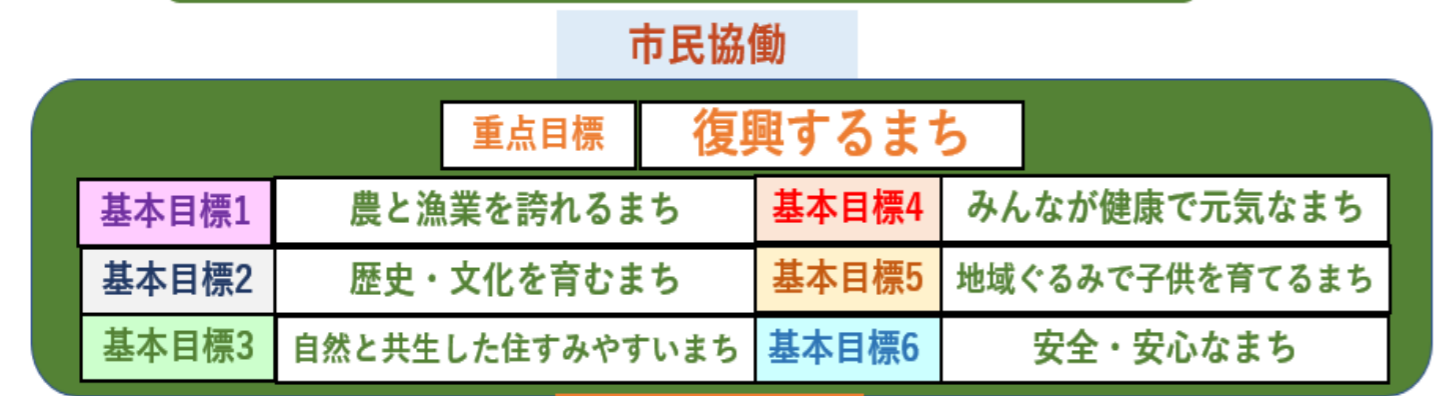 市民協働
重点目標 復興するまち
基本目標1 農と漁業を誇れるまち 基本目標4 みんなが健康で元気なまち
基本目標2 歴史・文化を育むまち 基本目標5 地域ぐるみで子供を育てるまち
基本目標3 自然と共生した住すみやすいまち 基本目標6 安全・安心なまち